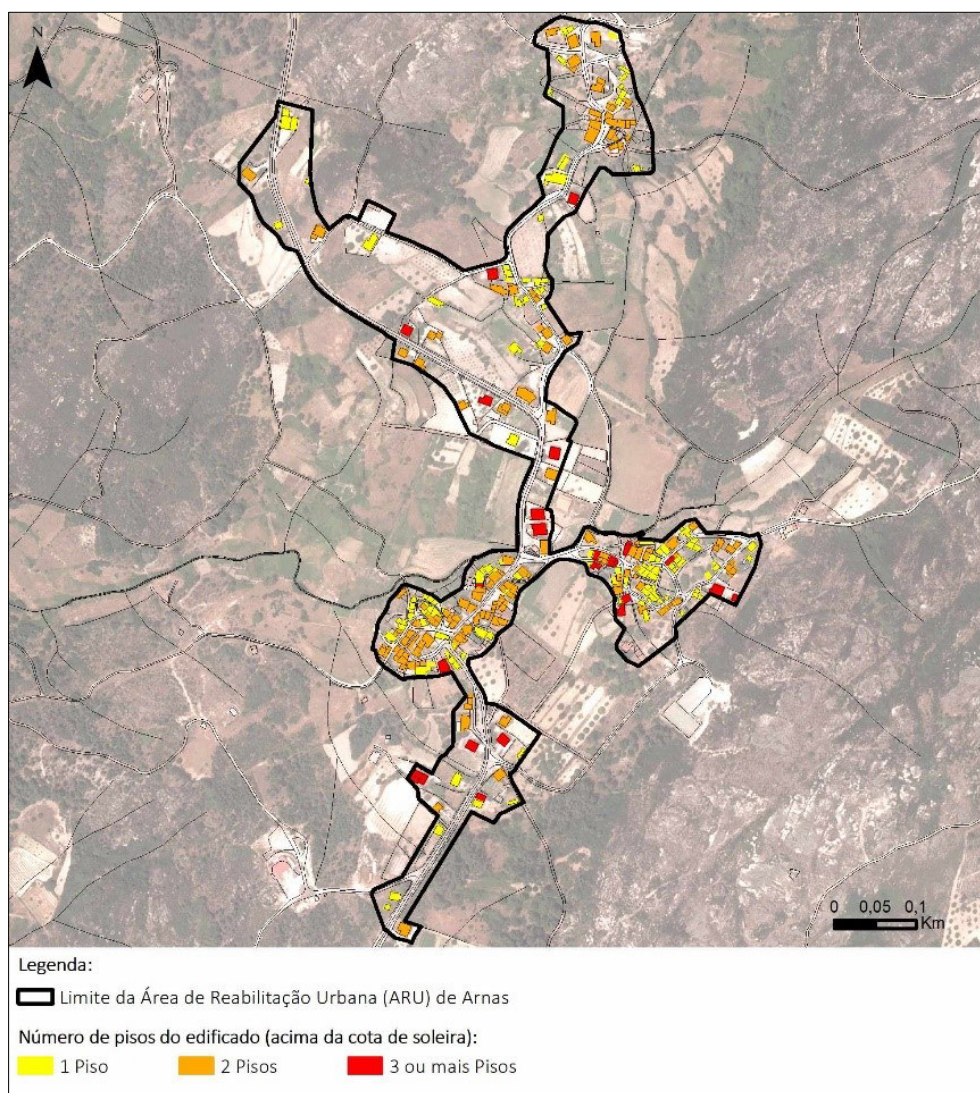 N
0 0,05 0,1
Km
Legenda:
Limite da Área de Reabilitação Urbana (ARU) de Arnas
Número de pisos do edificado (acima da cota de soleira):
1 Piso 2 Pisos 3 ou mais Pisos